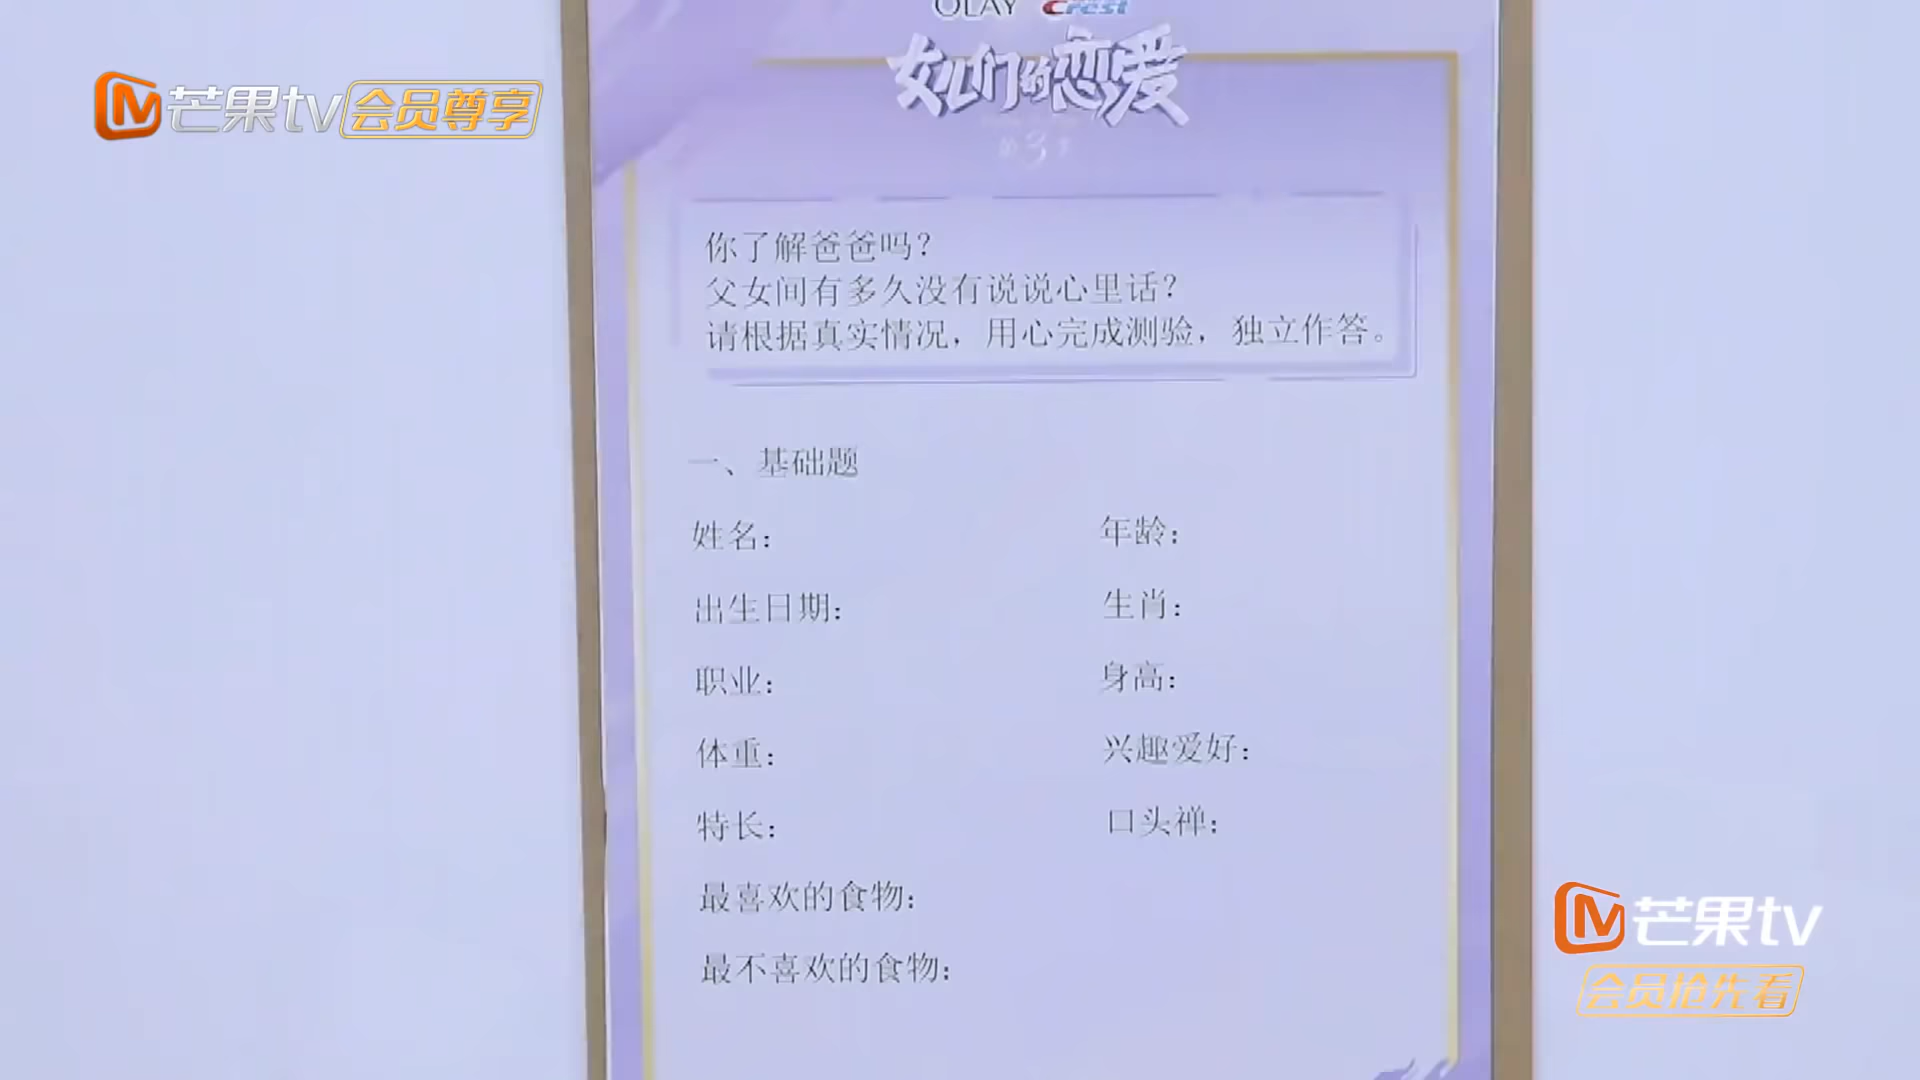 OLAY Crest
芒果tv会员尊享
女儿们的恋爱
第3季
你了解爸爸吗？
父女间有多久没有说说心里话？
请根据真实情况，用心完成测验，独立作答。
一、基础题
姓名： 年龄：
出生日期： 生肖：
职业： 身高：
体重： 兴趣爱好：
特长： 口头禅：
最喜欢的食物：
最不喜欢的食物：
芒果tv
会员抢先看